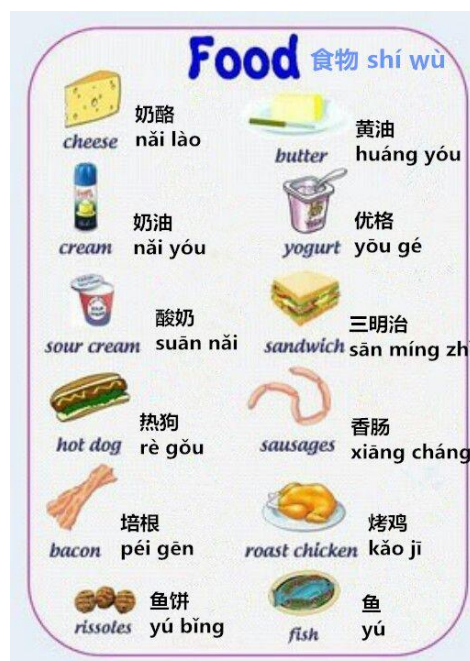 Food 食物 shí wù
奶酪
cheese nǎi lào
黄油
butter huáng yóu
奶油
cream nǎi yóu
优格
yogurt yōu gé
酸奶
sour cream suān nǎi
三明治
sandwich sān míng zhì
热狗
hot dog rè gǒu
香肠
sausages xiāng cháng
培根
bacon péi gēn
烤鸡
roast chicken kǎo jī
鱼饼
rissoles yú bǐng
鱼
fish yú